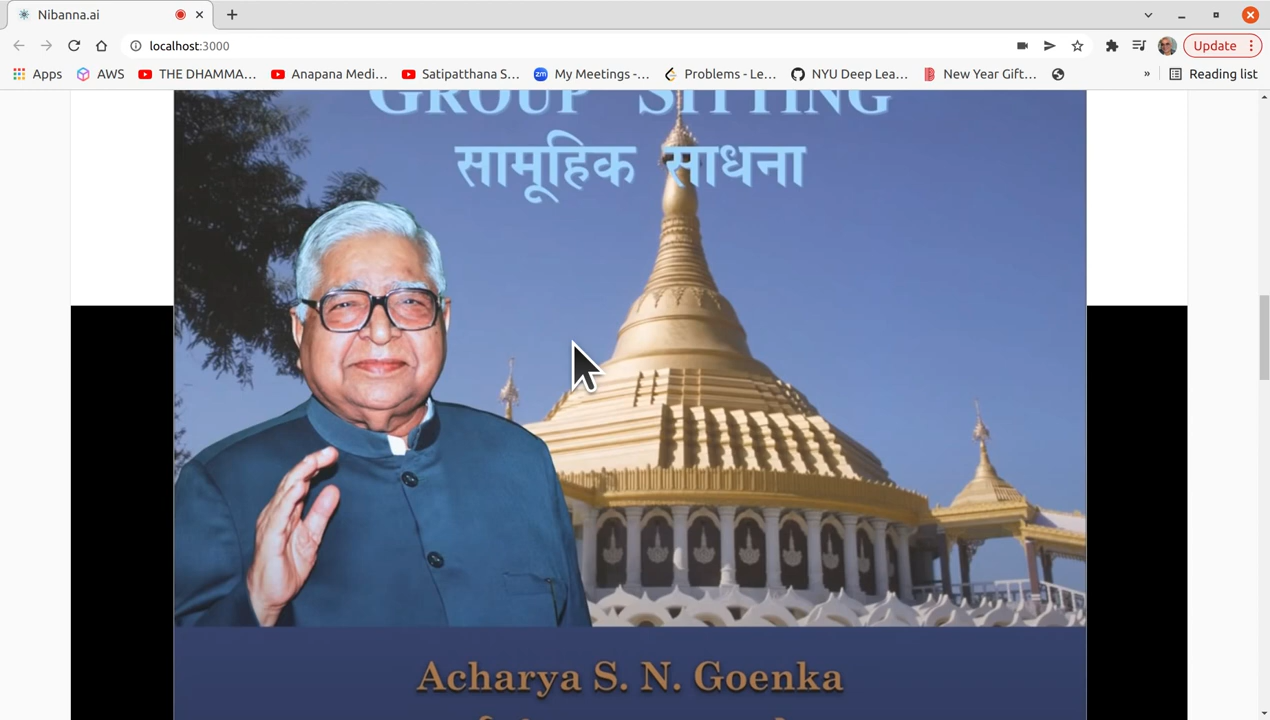 Nibanna.ai
localhost:3000
Update
Apps
AWS
THE DHAMMA...
Anapana Medi...
Satipatthana S...
My Meetings -...
Problems - Le...
NYU Deep Lea...
New Year Gift...
»
Reading list
GROUP SITTING
सामूहिक साधना
Acharya S. N. Goenka